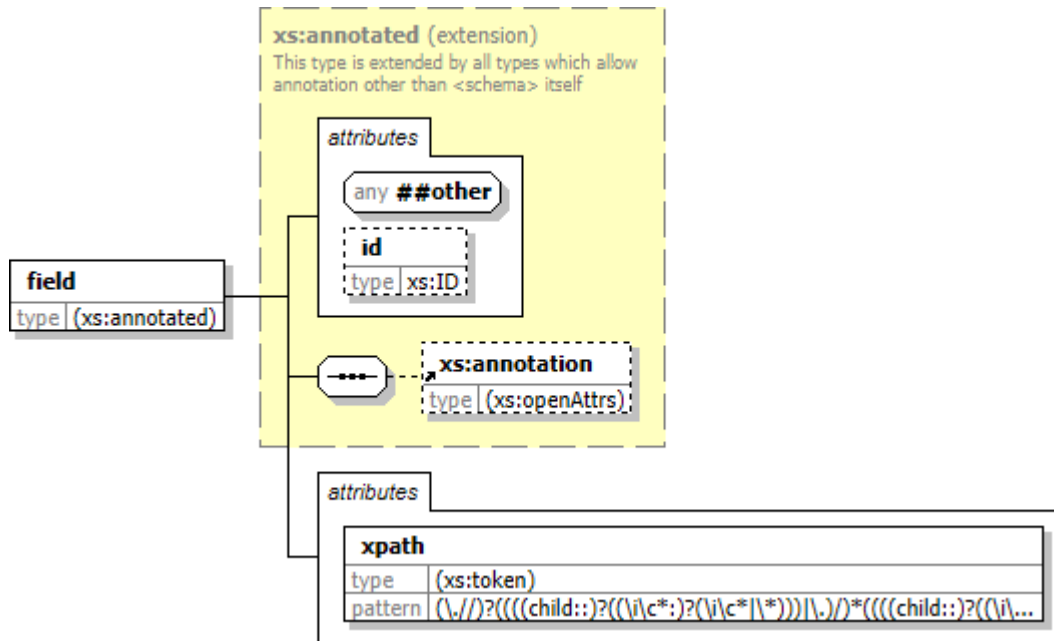 xs:annotated (extension)
This type is extended by all types which allow
annotation other than <schema> itself
attributes
any ##other
id
type xs:ID
field
type (xs:annotated)
xs:annotation
type (xs:openAttrs)
attributes
xpath
type (xs:token)
pattern (\.//)?((((child::)?((\i\c*:)?(\i\c*|\*)))|\.)/)*((((child::)?((\i\...